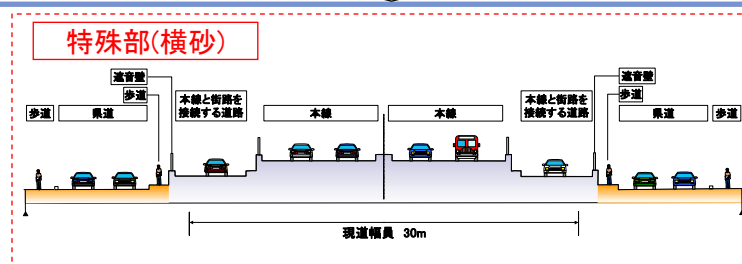 特殊部(横砂)
遮音壁
歩道
歩道
県道
本線と街路を
接続する道路
本線
本線
本線と街路を
接続する道路
遮音壁
歩道
県道
歩道
現道幅員 30m